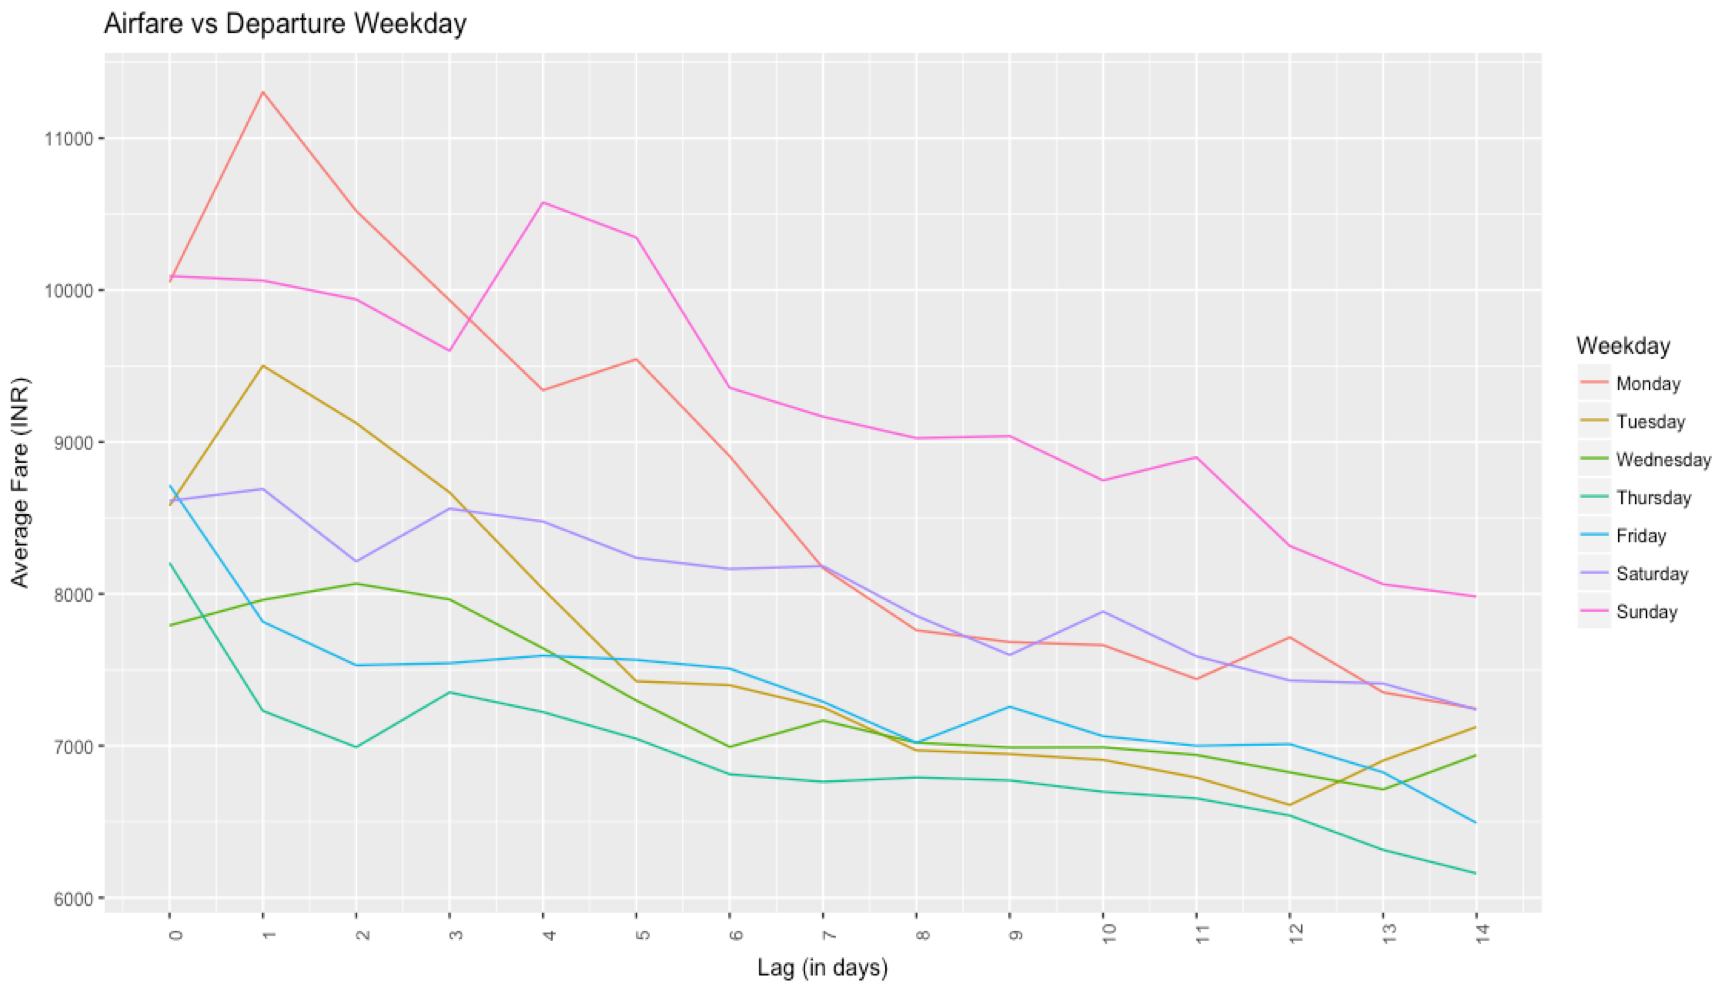 Airfare vs Departure Weekday
Average Fare (INR)
11000
10000
9000
8000
7000
6000
0 1 2 3 4 5 6 7 8 9 10 11 12 13 14
Lag (in days)
Weekday
Monday
Tuesday
Wednesday
Thursday
Friday
Saturday
Sunday